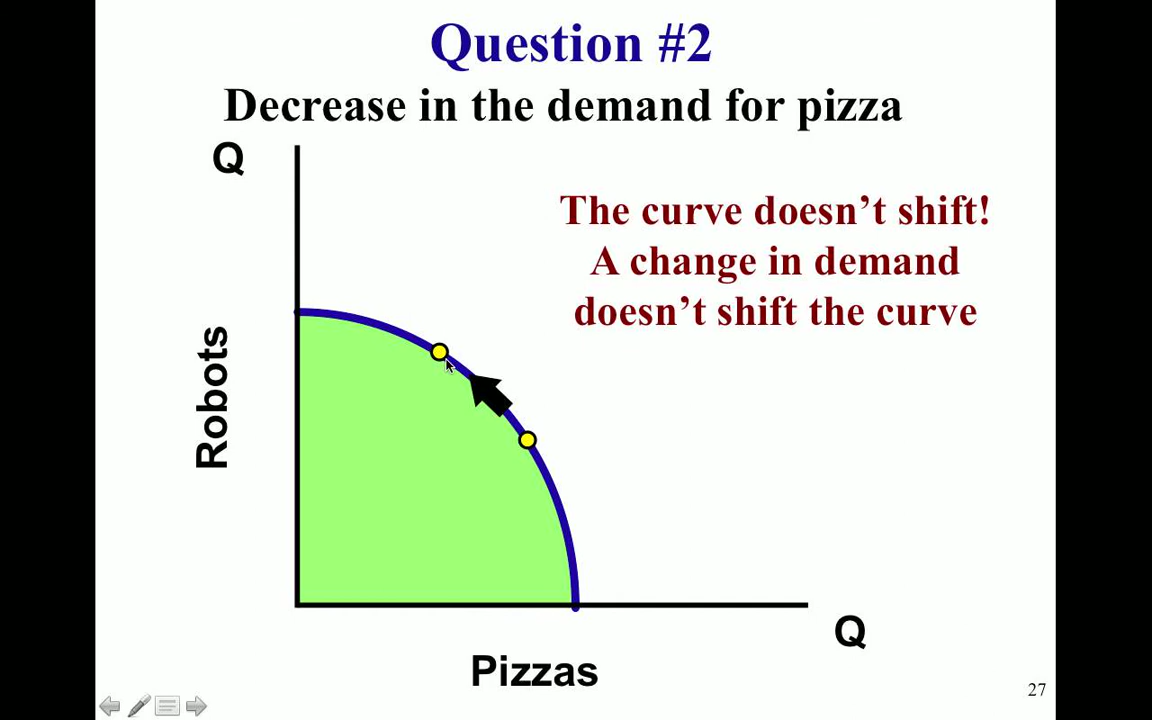 Question #2
Decrease in the demand for pizza
Q
The curve doesn’t shift!
A change in demand
doesn’t shift the curve
Robots
Q
Pizzas
27